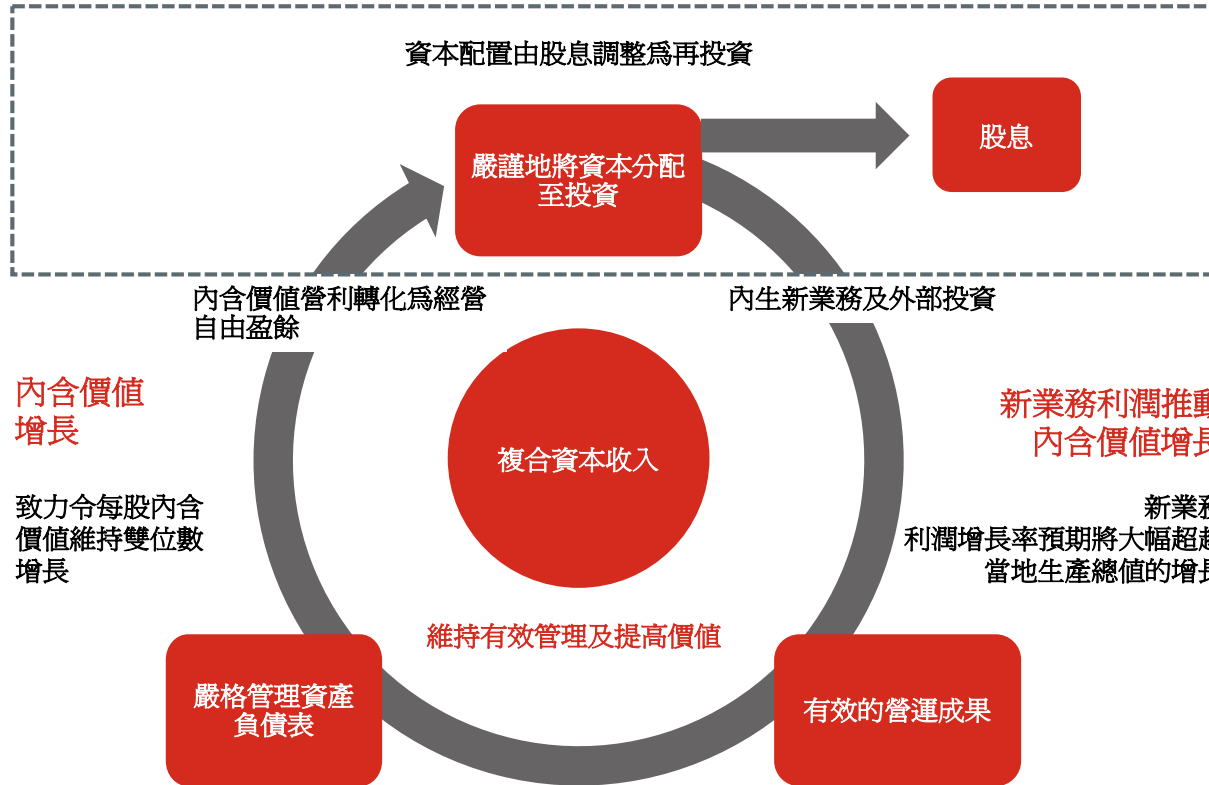 資本配置由股息調整爲再投資
股息
嚴謹地將資本分配
至投資
內含價值營利轉化爲經營
自由盈餘
內生新業務及外部投資
內含價值
增長
新業務利潤推動
內含價值增長
複合資本收入
致力令每股內含
價值維持雙位數
增長
新業務
利潤增長率預期將大幅超越
當地生產總值的增長
維持有效管理及提高價值
嚴格管理資產
負債表
有效的營運成果